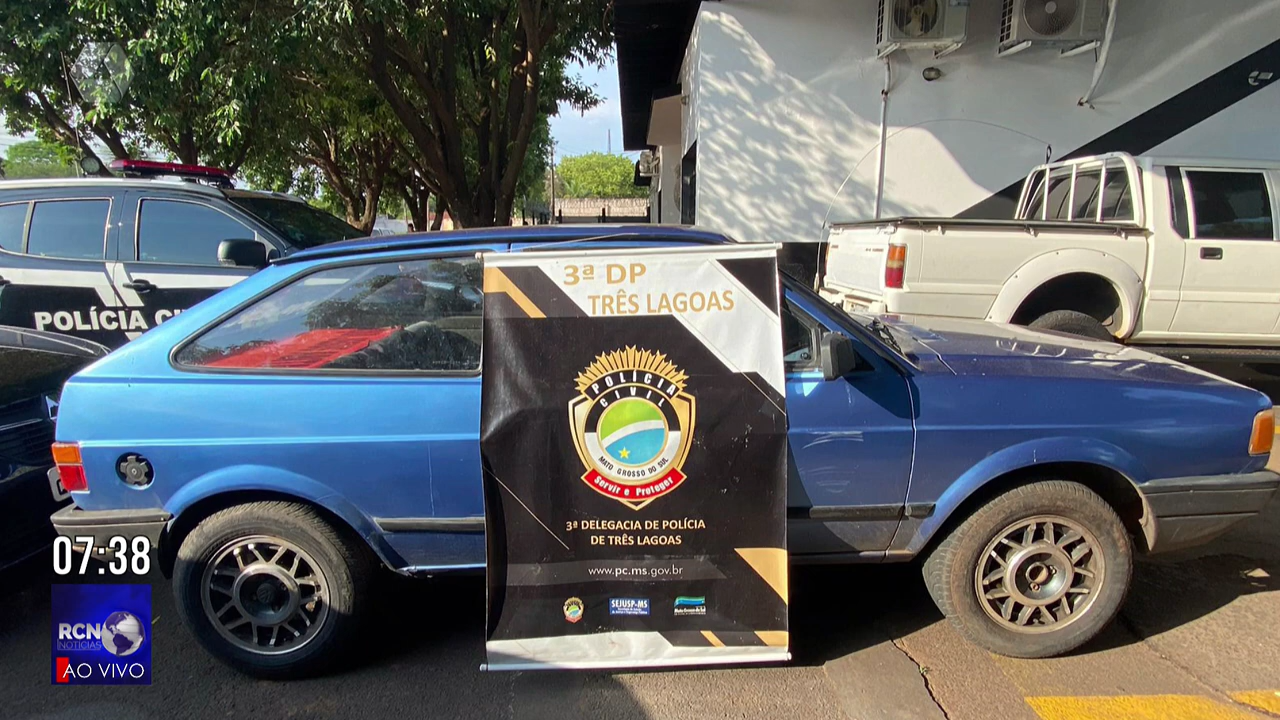 POLÍCIA CI
3ª DP
TRÊS LAGOAS
POLÍCIA
CIVIL
MATO GROSSO DO SUL
Servir e Proteger
3ª DELEGACIA DE POLÍCIA
DE TRÊS LAGOAS
www.pc.ms.gov.br
SEJUSP-MS
07:38
RCN
NOTÍCIAS
AO VIVO